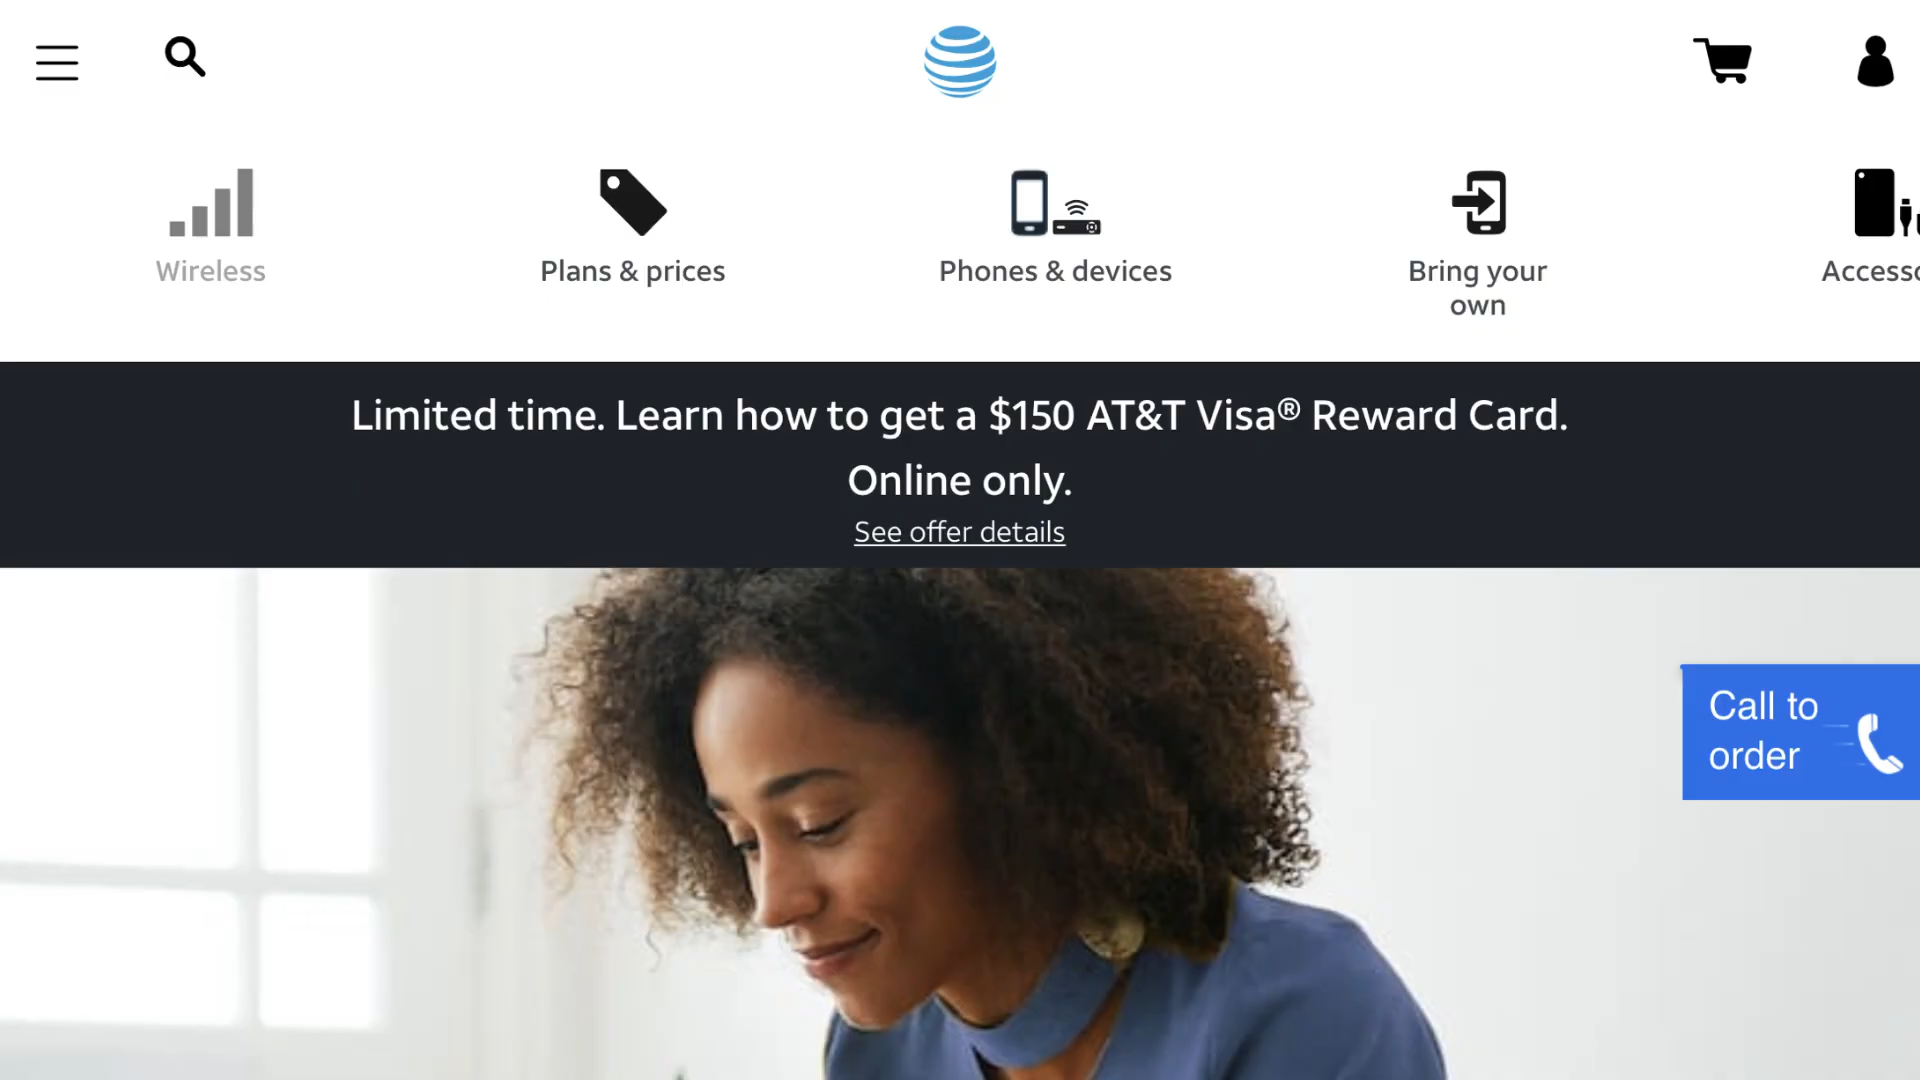 Wireless
Plans & prices
Phones & devices
Bring your
own
Limited time. Learn how to get a $150 AT&T Visa® Reward Card.
Online only.
See offer details
Call to
order